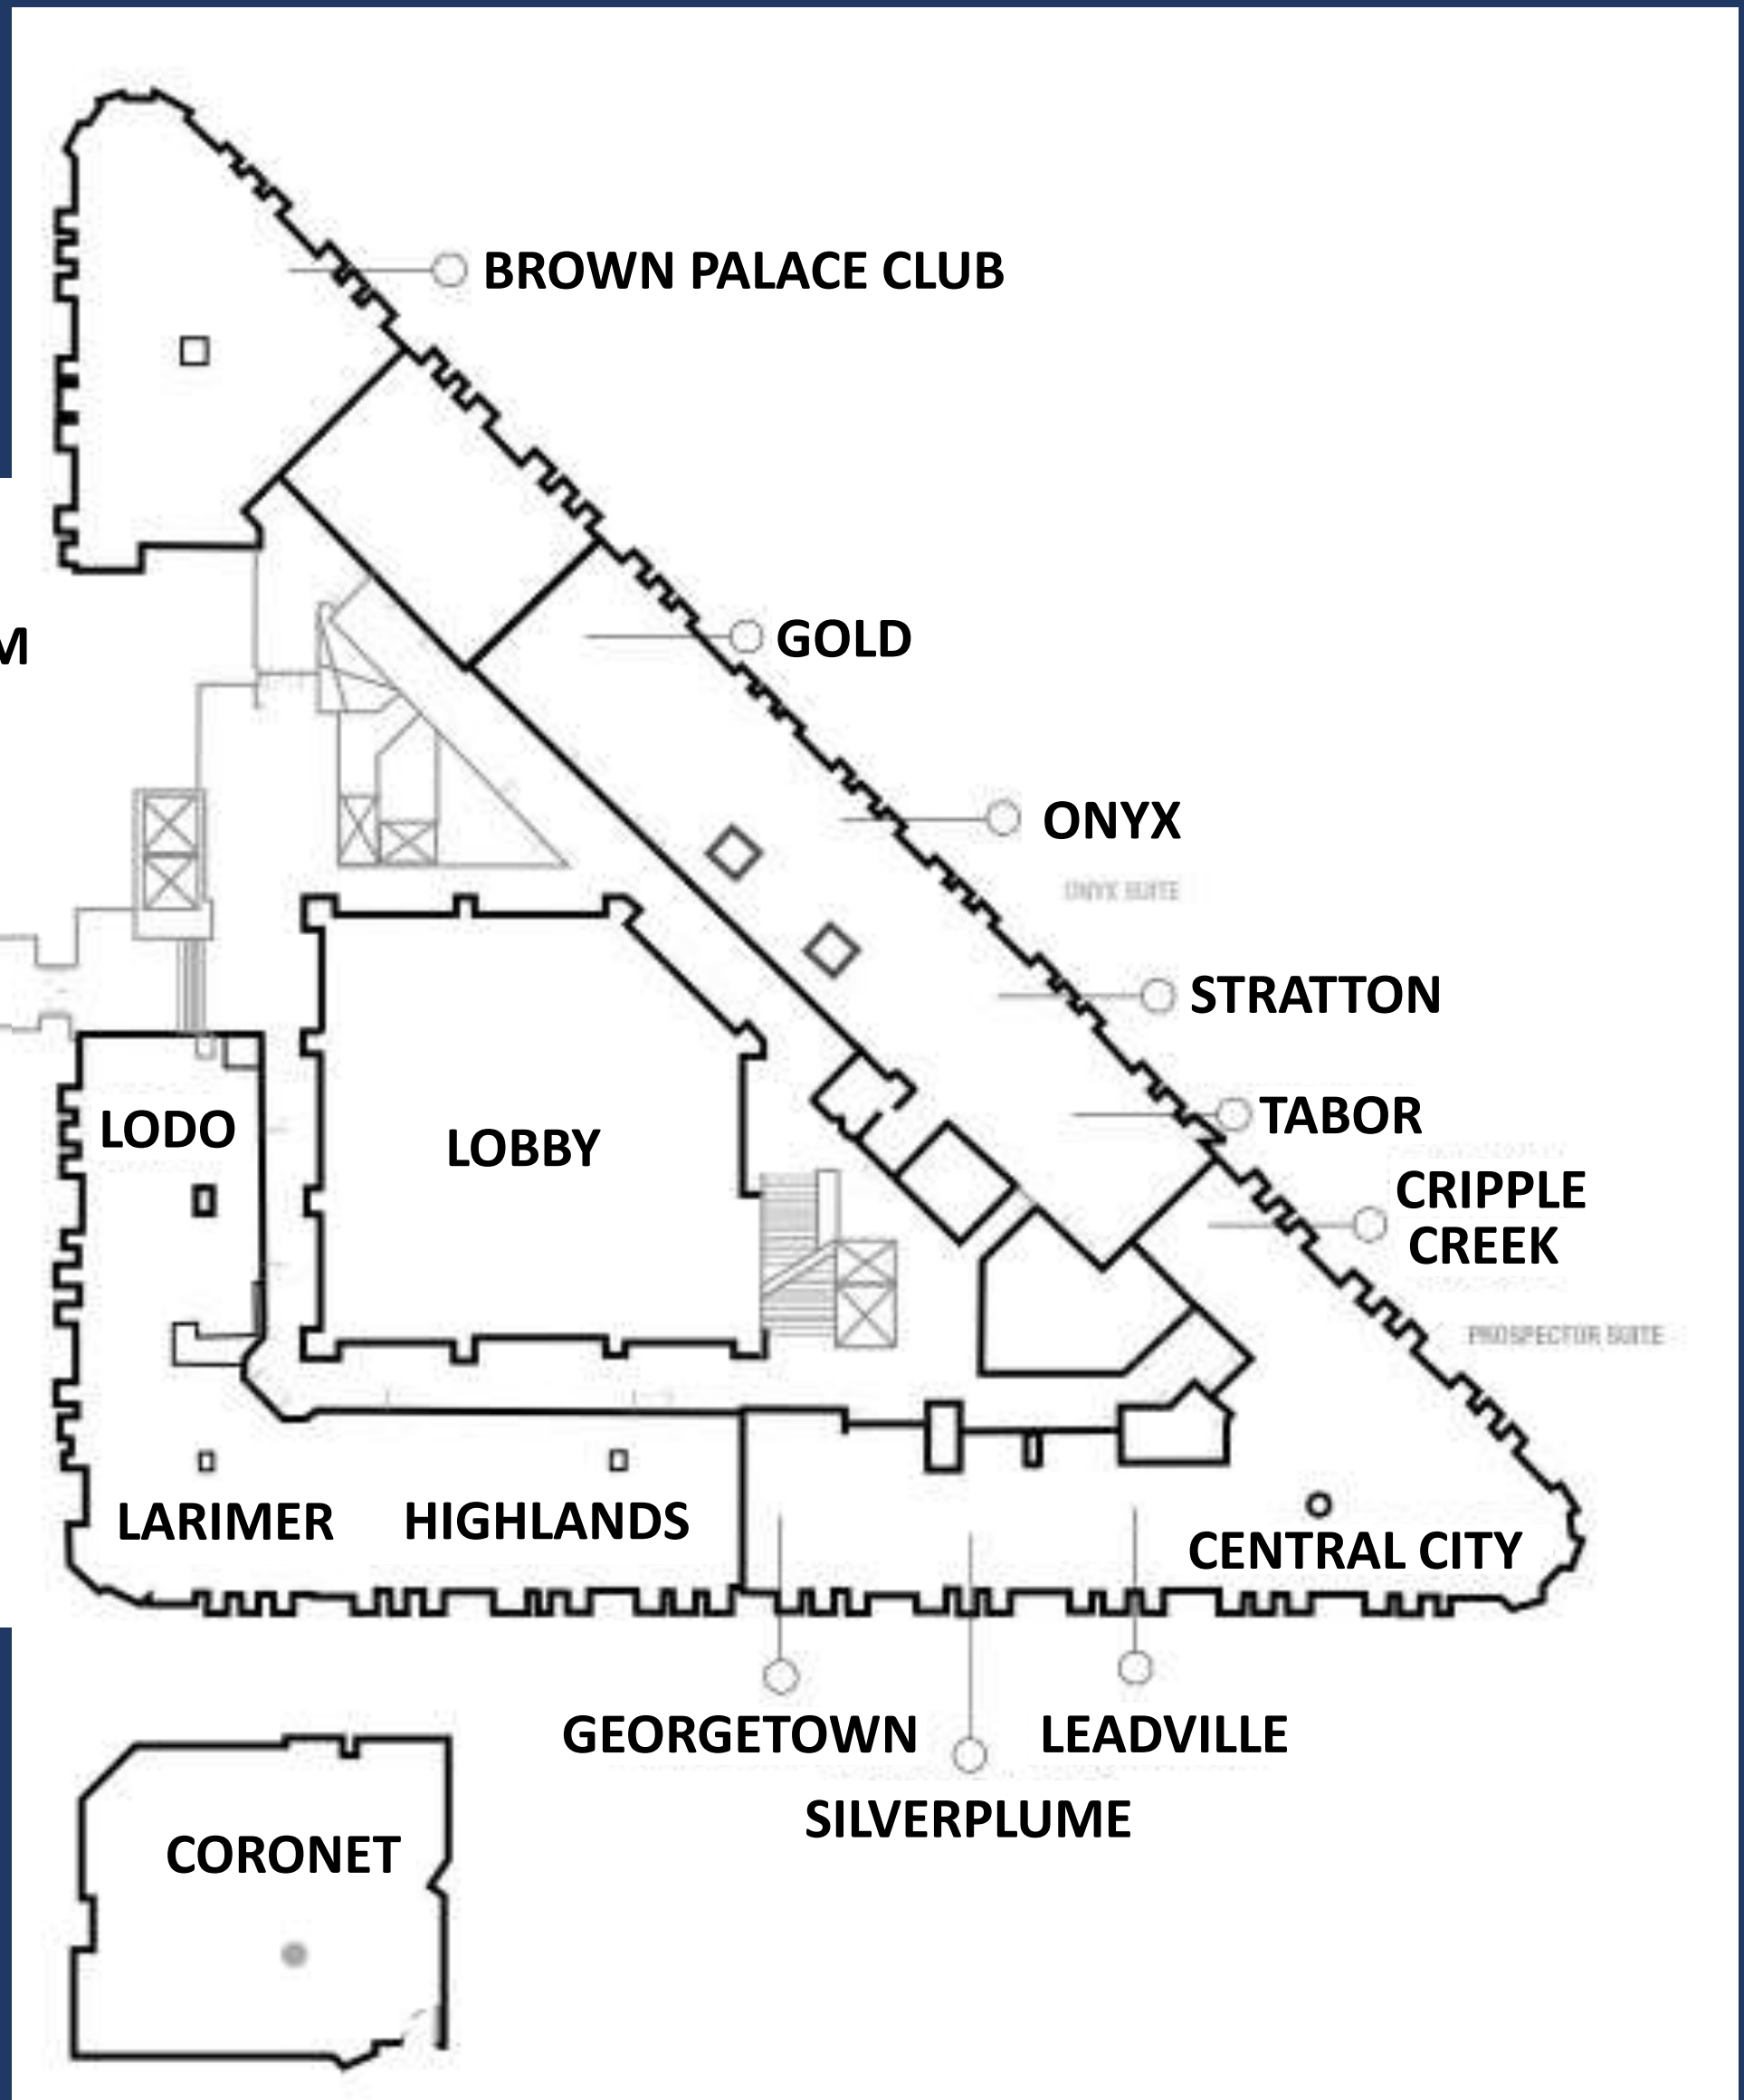 BROWN PALACE CLUB
M
GOLD
ONYX
ONYX SUITE
STRATTON
TABOR
LODO
LOBBY
CRIPPLE
CREEK
PROSPECTOR SUITE
LARIMER
HIGHLANDS
CENTRAL CITY
GEORGETOWN
LEADVILLE
SILVERPLUME
CORONET